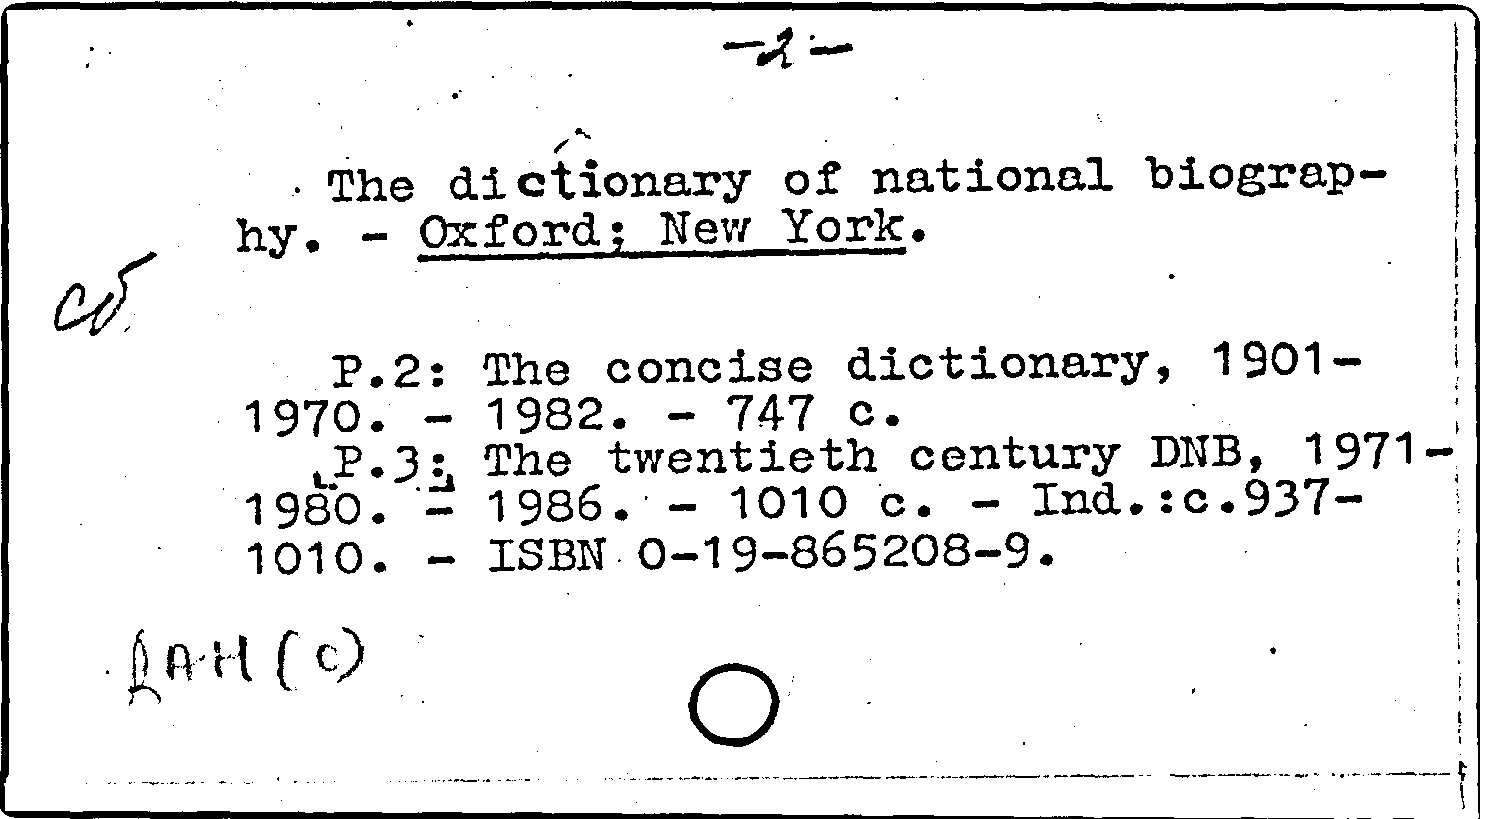 -2-
The dictionary of national biograp-
hy. - Oxford; New York.
сб
P.2: The concise dictionary, 1901-
1970. - 1982. - 747 c.
[P.3:] The twentieth century DNB, 1971-
1980. - 1986. - 1010 c. - Ind.:c.937-
1010. - ISBN 0-19-865208-9.
БАН (С)